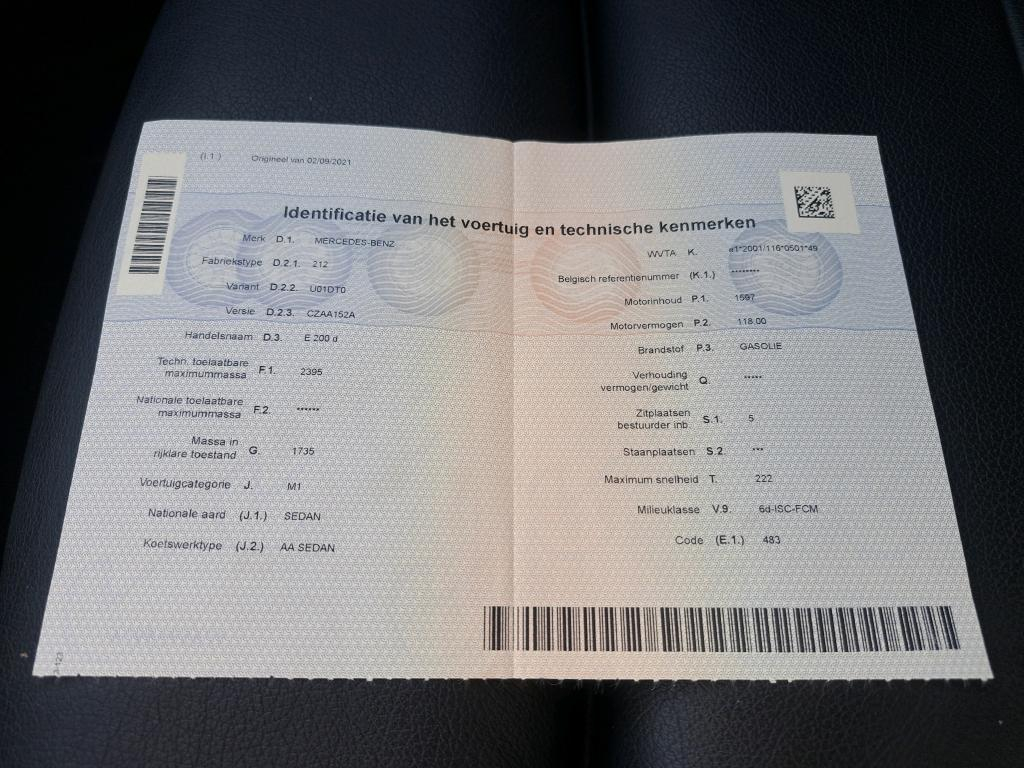 (I.1.) Origineel van 02/09/2021
Identificatie van het voertuig en technische kenmerken
Merk D.1. MERCEDES-BENZ
Fabriekstype D.2.1. 212
Variant D.2.2. U01DT0
Versie D.2.3. CZAA152A
Handelsnaam D.3. E 200 d
Techn. toelaatbare
maximummassa F.1. 2395
Nationale toelaatbare
maximummassa F.2. ******
Massa in
rijklare toestand G. 1735
Voertuigcategorie J. M1
Nationale aard (J.1.) SEDAN
Koetswerktype (J.2.) AA SEDAN
WVTA K. e1*2001/116*0501*49
Belgisch referentienummer (K.1.) ********
Motorinhoud P.1. 1597
Motorvermogen P.2. 118.00
Brandstof P.3. GASOLIE
Verhouding
vermogen/gewicht Q. *****
Zitplaatsen
bestuurder inb. S.1. 5
Staanplaatsen S.2. ***
Maximum snelheid T. 222
Milieuklasse V.9. 6d-ISC-FCM
Code (E.1.) 483